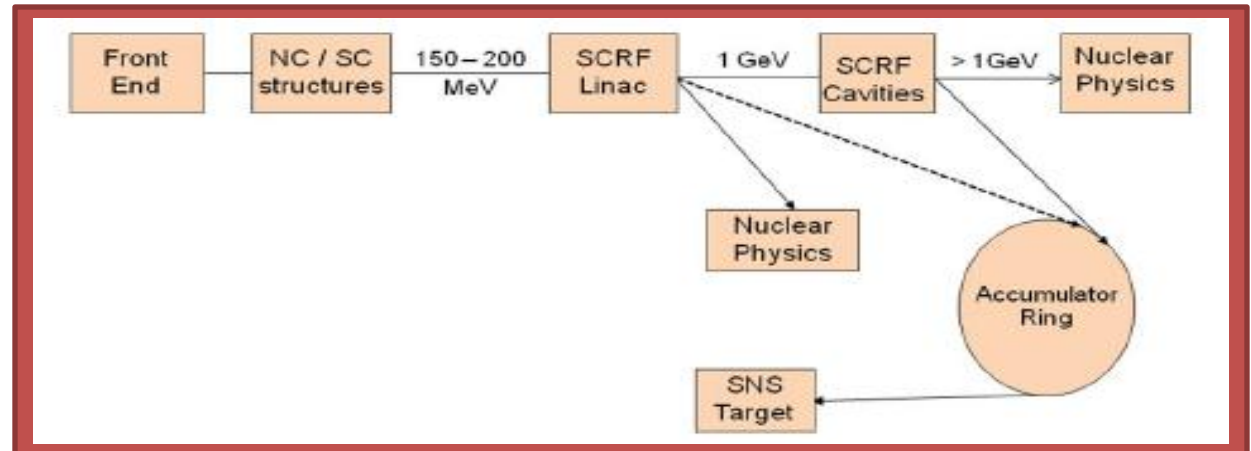 Front
End
NC / SC
structures
150 – 200
MeV
SCRF
Linac
1 GeV
SCRF
Cavities
> 1GeV
Nuclear
Physics
Nuclear
Physics
Accumulator
Ring
SNS
Target